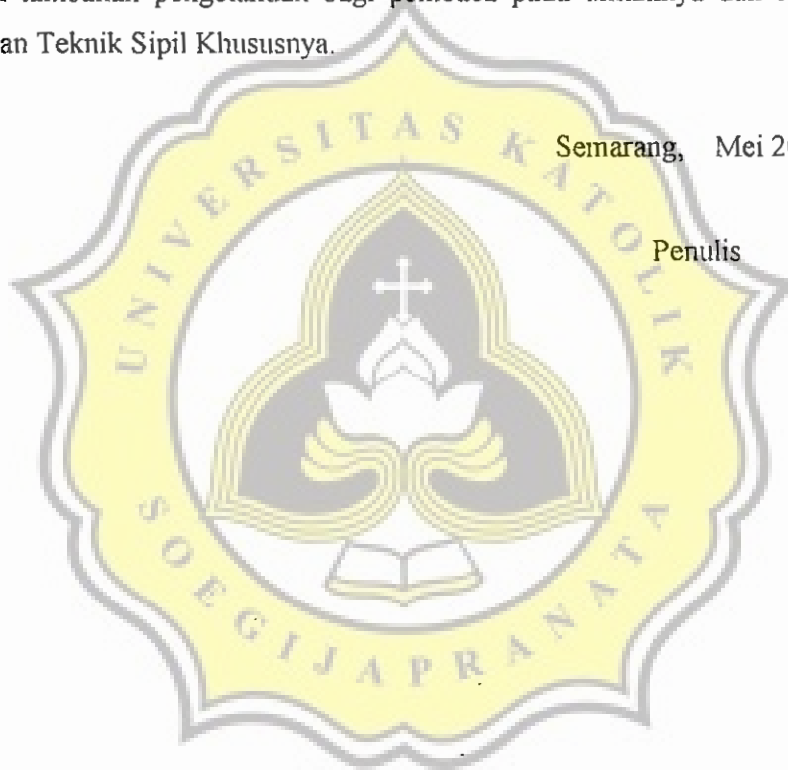 an Teknik Sipil Khususnya.
Semarang, Mei 20
Penulis
UNIVERSITAS KATOLIK
SOEGIJAPRANATA